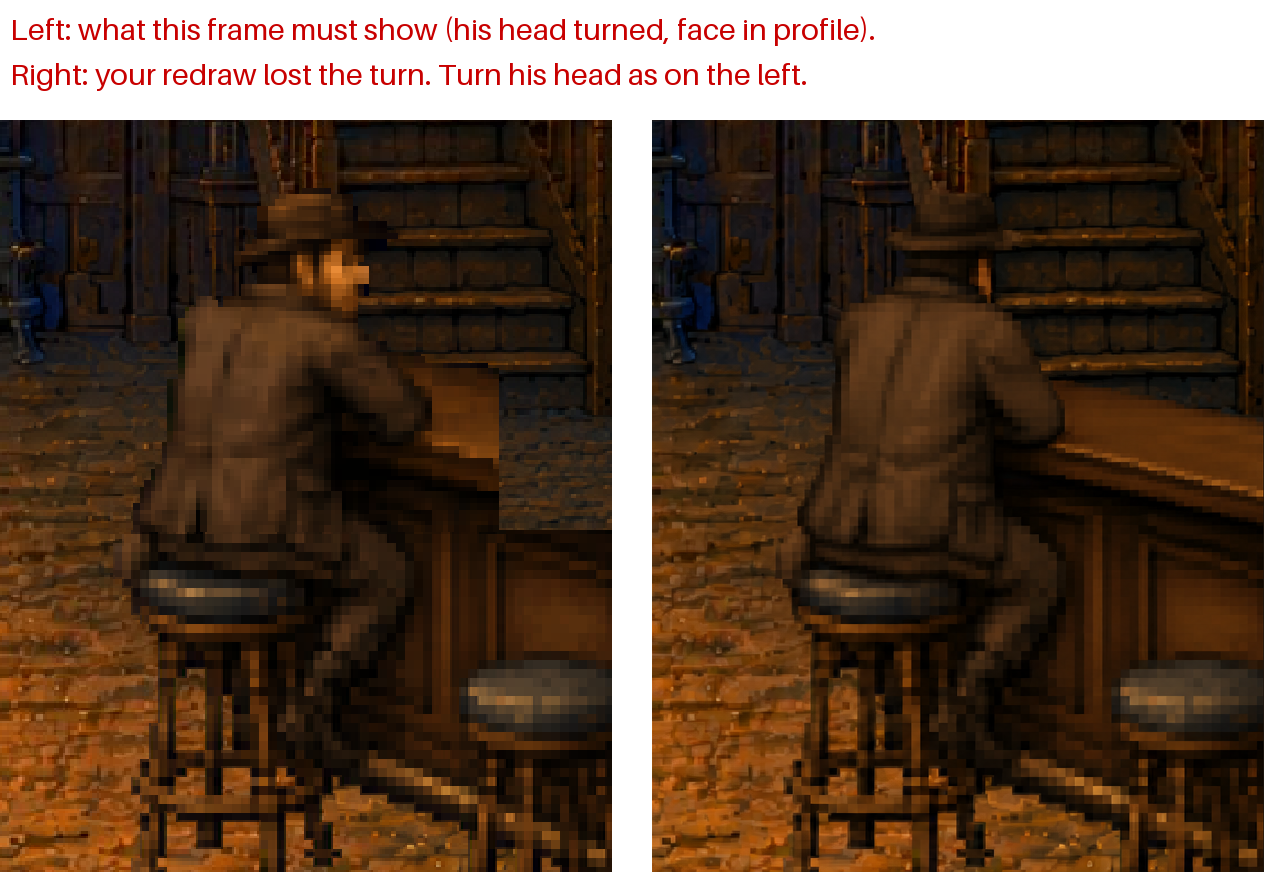 Left: what this frame must show (his head turned, face in profile).
Right: your redraw lost the turn. Turn his head as on the left.